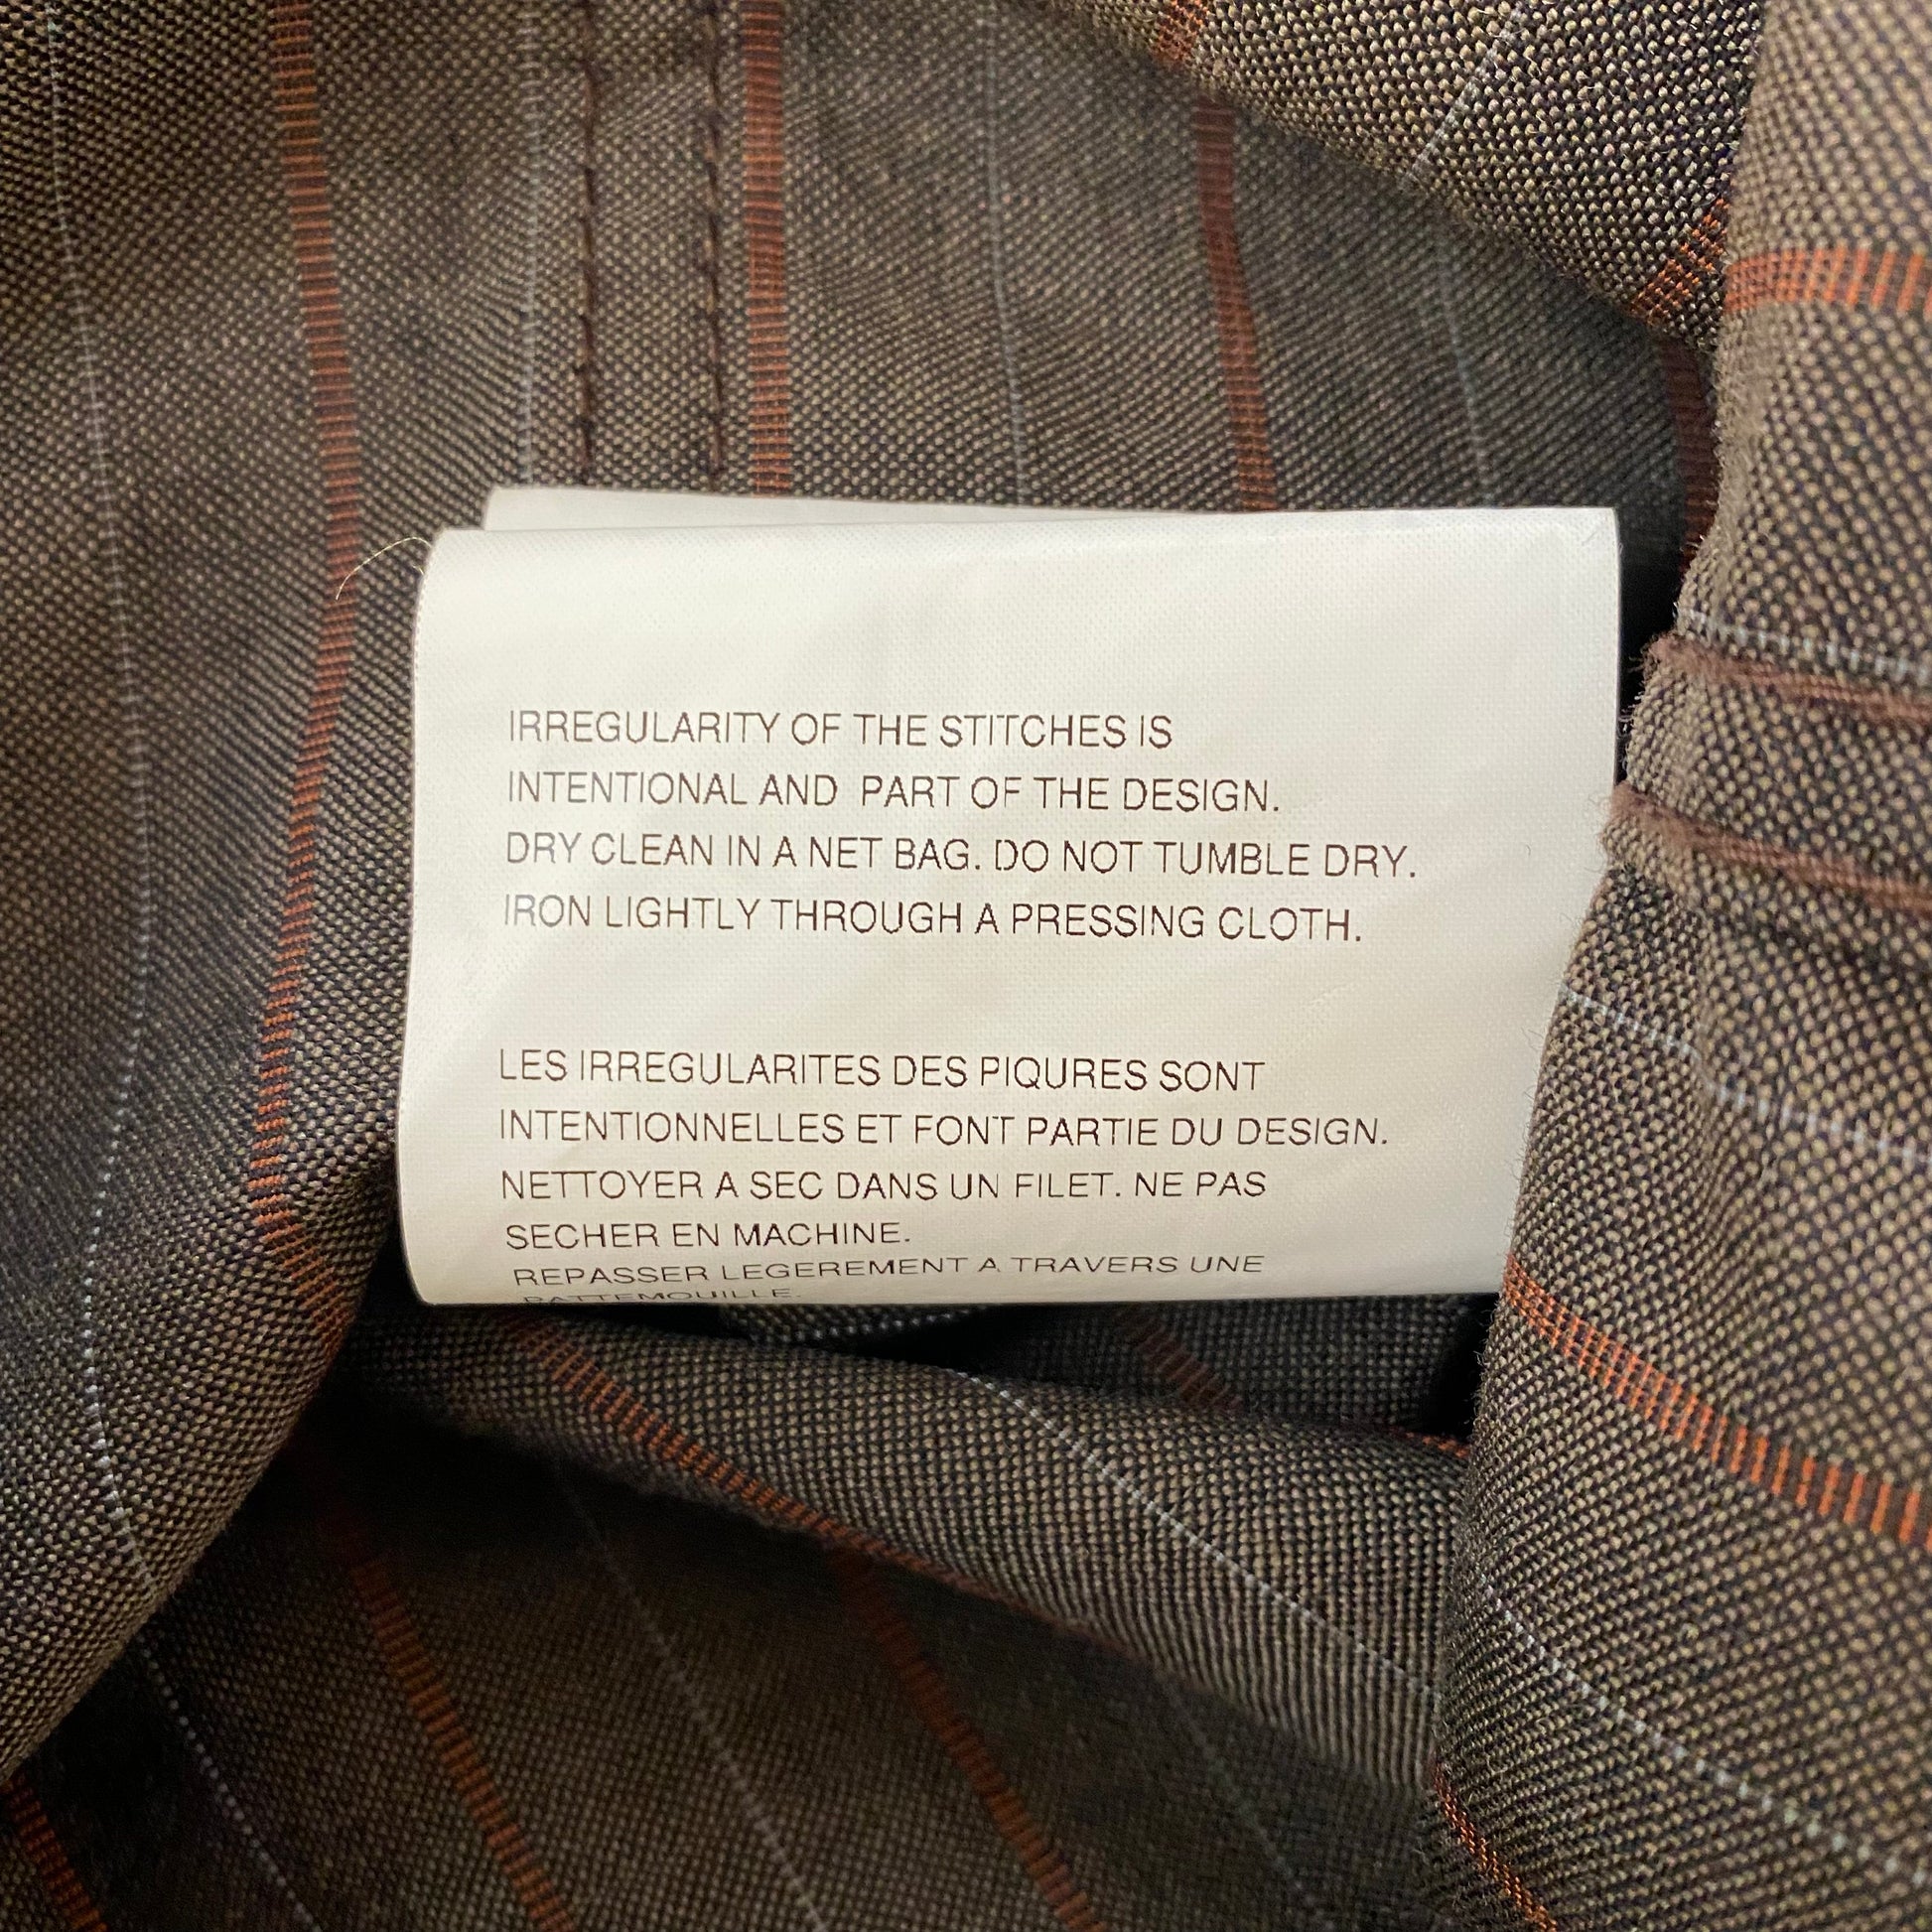 IRREGULARITY OF THE STITCHES IS
INTENTIONAL AND PART OF THE DESIGN.
DRY CLEAN IN A NET BAG. DO NOT TUMBLE DRY.
IRON LIGHTLY THROUGH A PRESSING CLOTH.
LES IRREGULARITES DES PIQURES SONT
INTENTIONNELLES ET FONT PARTIE DU DESIGN.
NETTOYER A SEC DANS UN FILET. NE PAS
SECHER EN MACHINE.
REPASSER LEGEREMENT A TRAVERS UNE
PATTEMOUILLE.